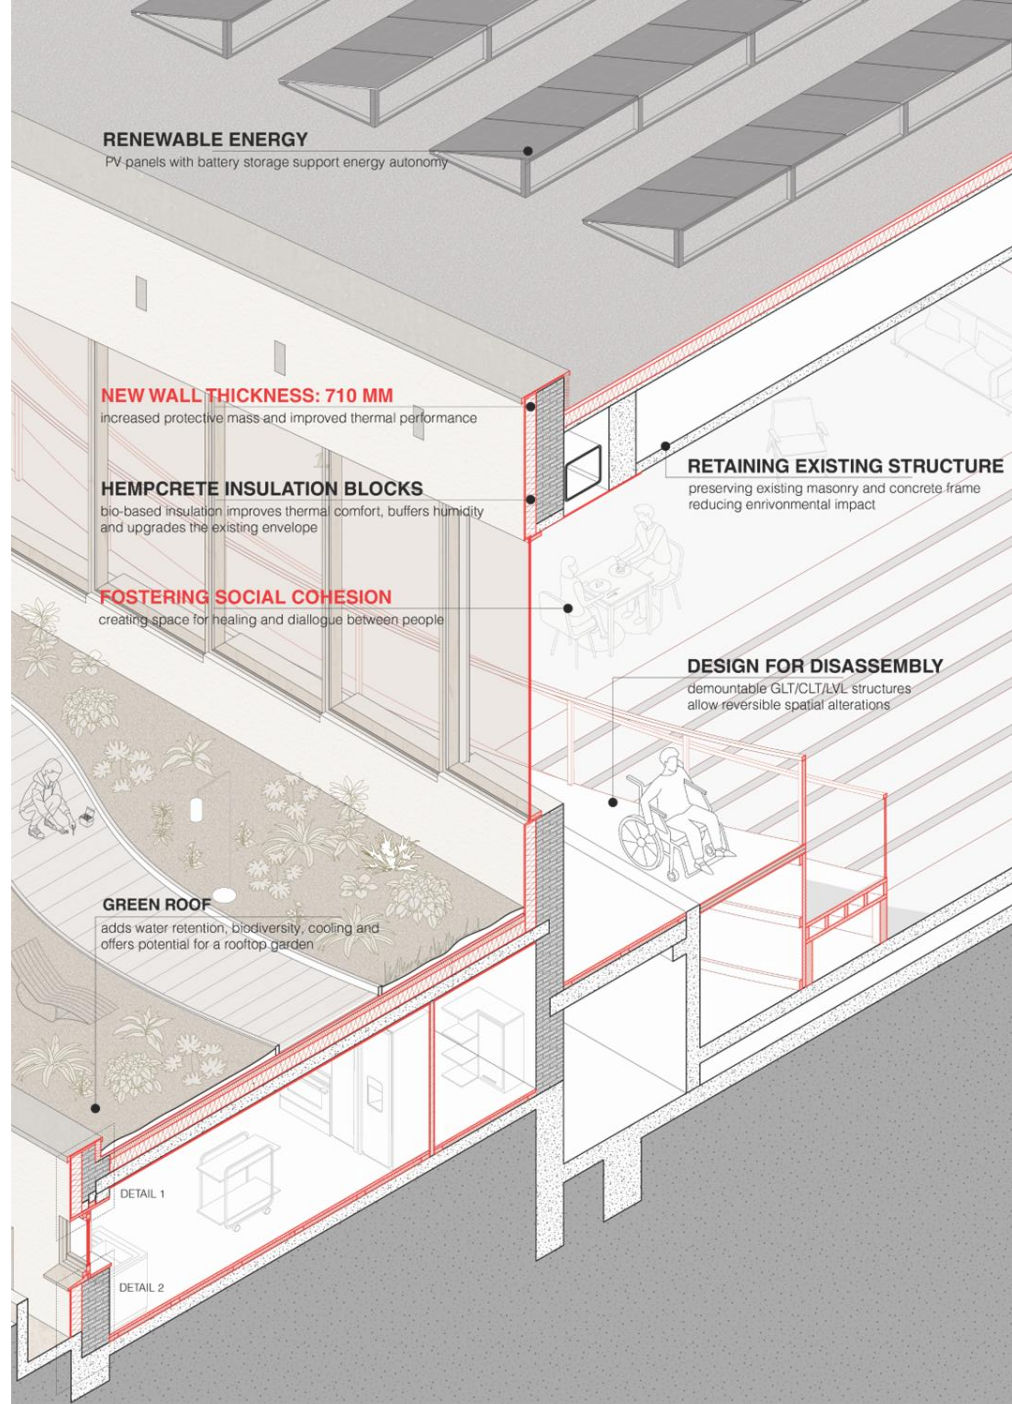 RENEWABLE ENERGY
PV panels with battery storage support energy autonomy
NEW WALL THICKNESS: 710 MM
increased protective mass and improved thermal performance
RETAINING EXISTING STRUCTURE
preserving existing masonry and concrete frame
reducing enrivonmental impact
HEMPCRETE INSULATION BLOCKS
bio-based insulation improves thermal comfort, buffers humidity
and upgrades the existing envelope
FOSTERING SOCIAL COHESION
creating space for healing and diallogue between people
DESIGN FOR DISASSEMBLY
demountable GLT/CLT/LVL structures
allow reversible spatial alterations
GREEN ROOF
adds water retention, biodiversity, cooling and
offers potential for a rooftop garden
DETAIL 1
DETAIL 2